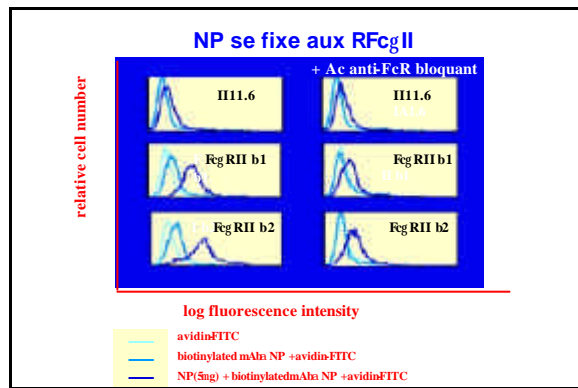 NP se fixe aux RFcgII
+ Ac anti-FcR bloquant
II11.6
II11.6
FcgRII b1
FcgRII b1
FcgRII b2
FcgRII b2
relative cell number
log fluorescence intensity
avidin-FITC
biotinylated mAba NP +avidin-FITC
NP(5mg) + biotinylatedmAba NP +avidin-FITC